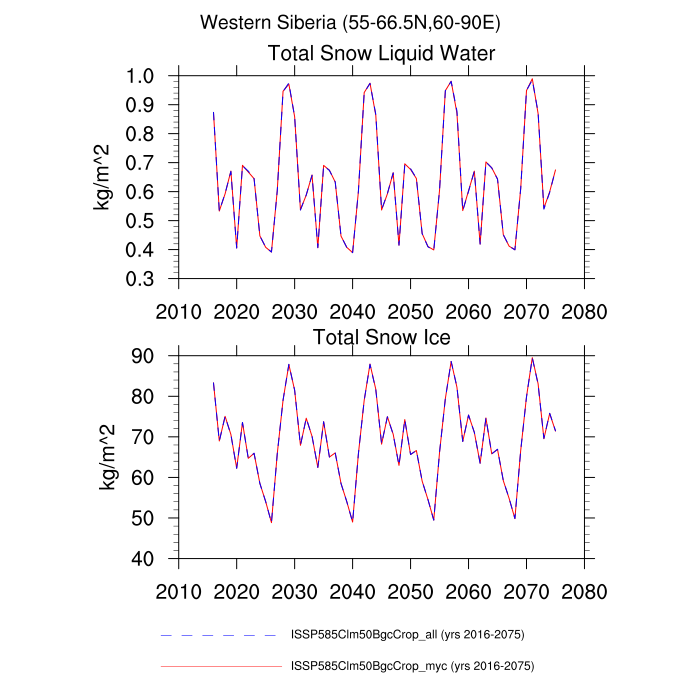 Western Siberia (55-66.5N,60-90E)
Total Snow Liquid Water
1.0
0.9
0.8
0.7
0.6
0.5
0.4
0.3
kg/m^2
2010 2020 2030 2040 2050 2060 2070 2080
Total Snow Ice
90
80
70
60
50
40
kg/m^2
2010 2020 2030 2040 2050 2060 2070 2080
ISSP585Clm50BgcCrop_all (yrs 2016-2075)
ISSP585Clm50BgcCrop_myc (yrs 2016-2075)